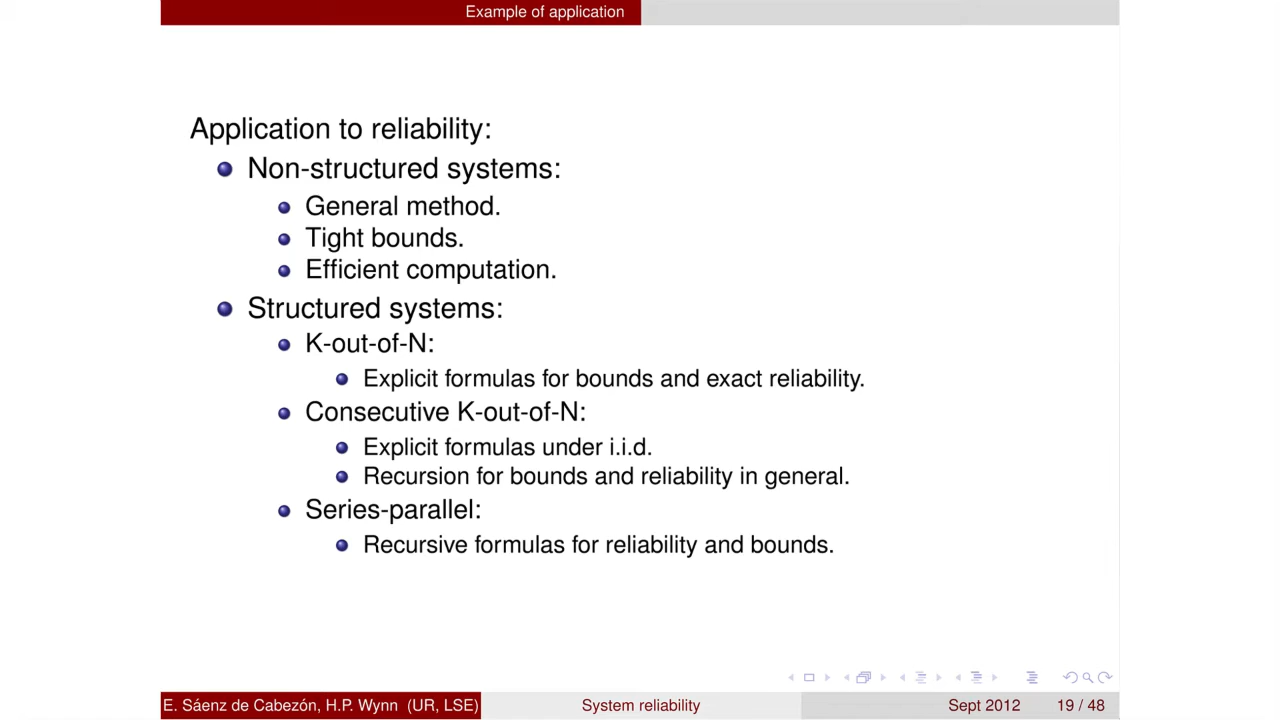 Example of application
Application to reliability:
Non-structured systems:
General method.
Tight bounds.
Efficient computation.
Structured systems:
K-out-of-N:
Explicit formulas for bounds and exact reliability.
Consecutive K-out-of-N:
Explicit formulas under i.i.d.
Recursion for bounds and reliability in general.
Series-parallel:
Recursive formulas for reliability and bounds.
E. Sáenz de Cabezón, H.P. Wynn (UR, LSE) System reliability Sept 2012 19 / 48